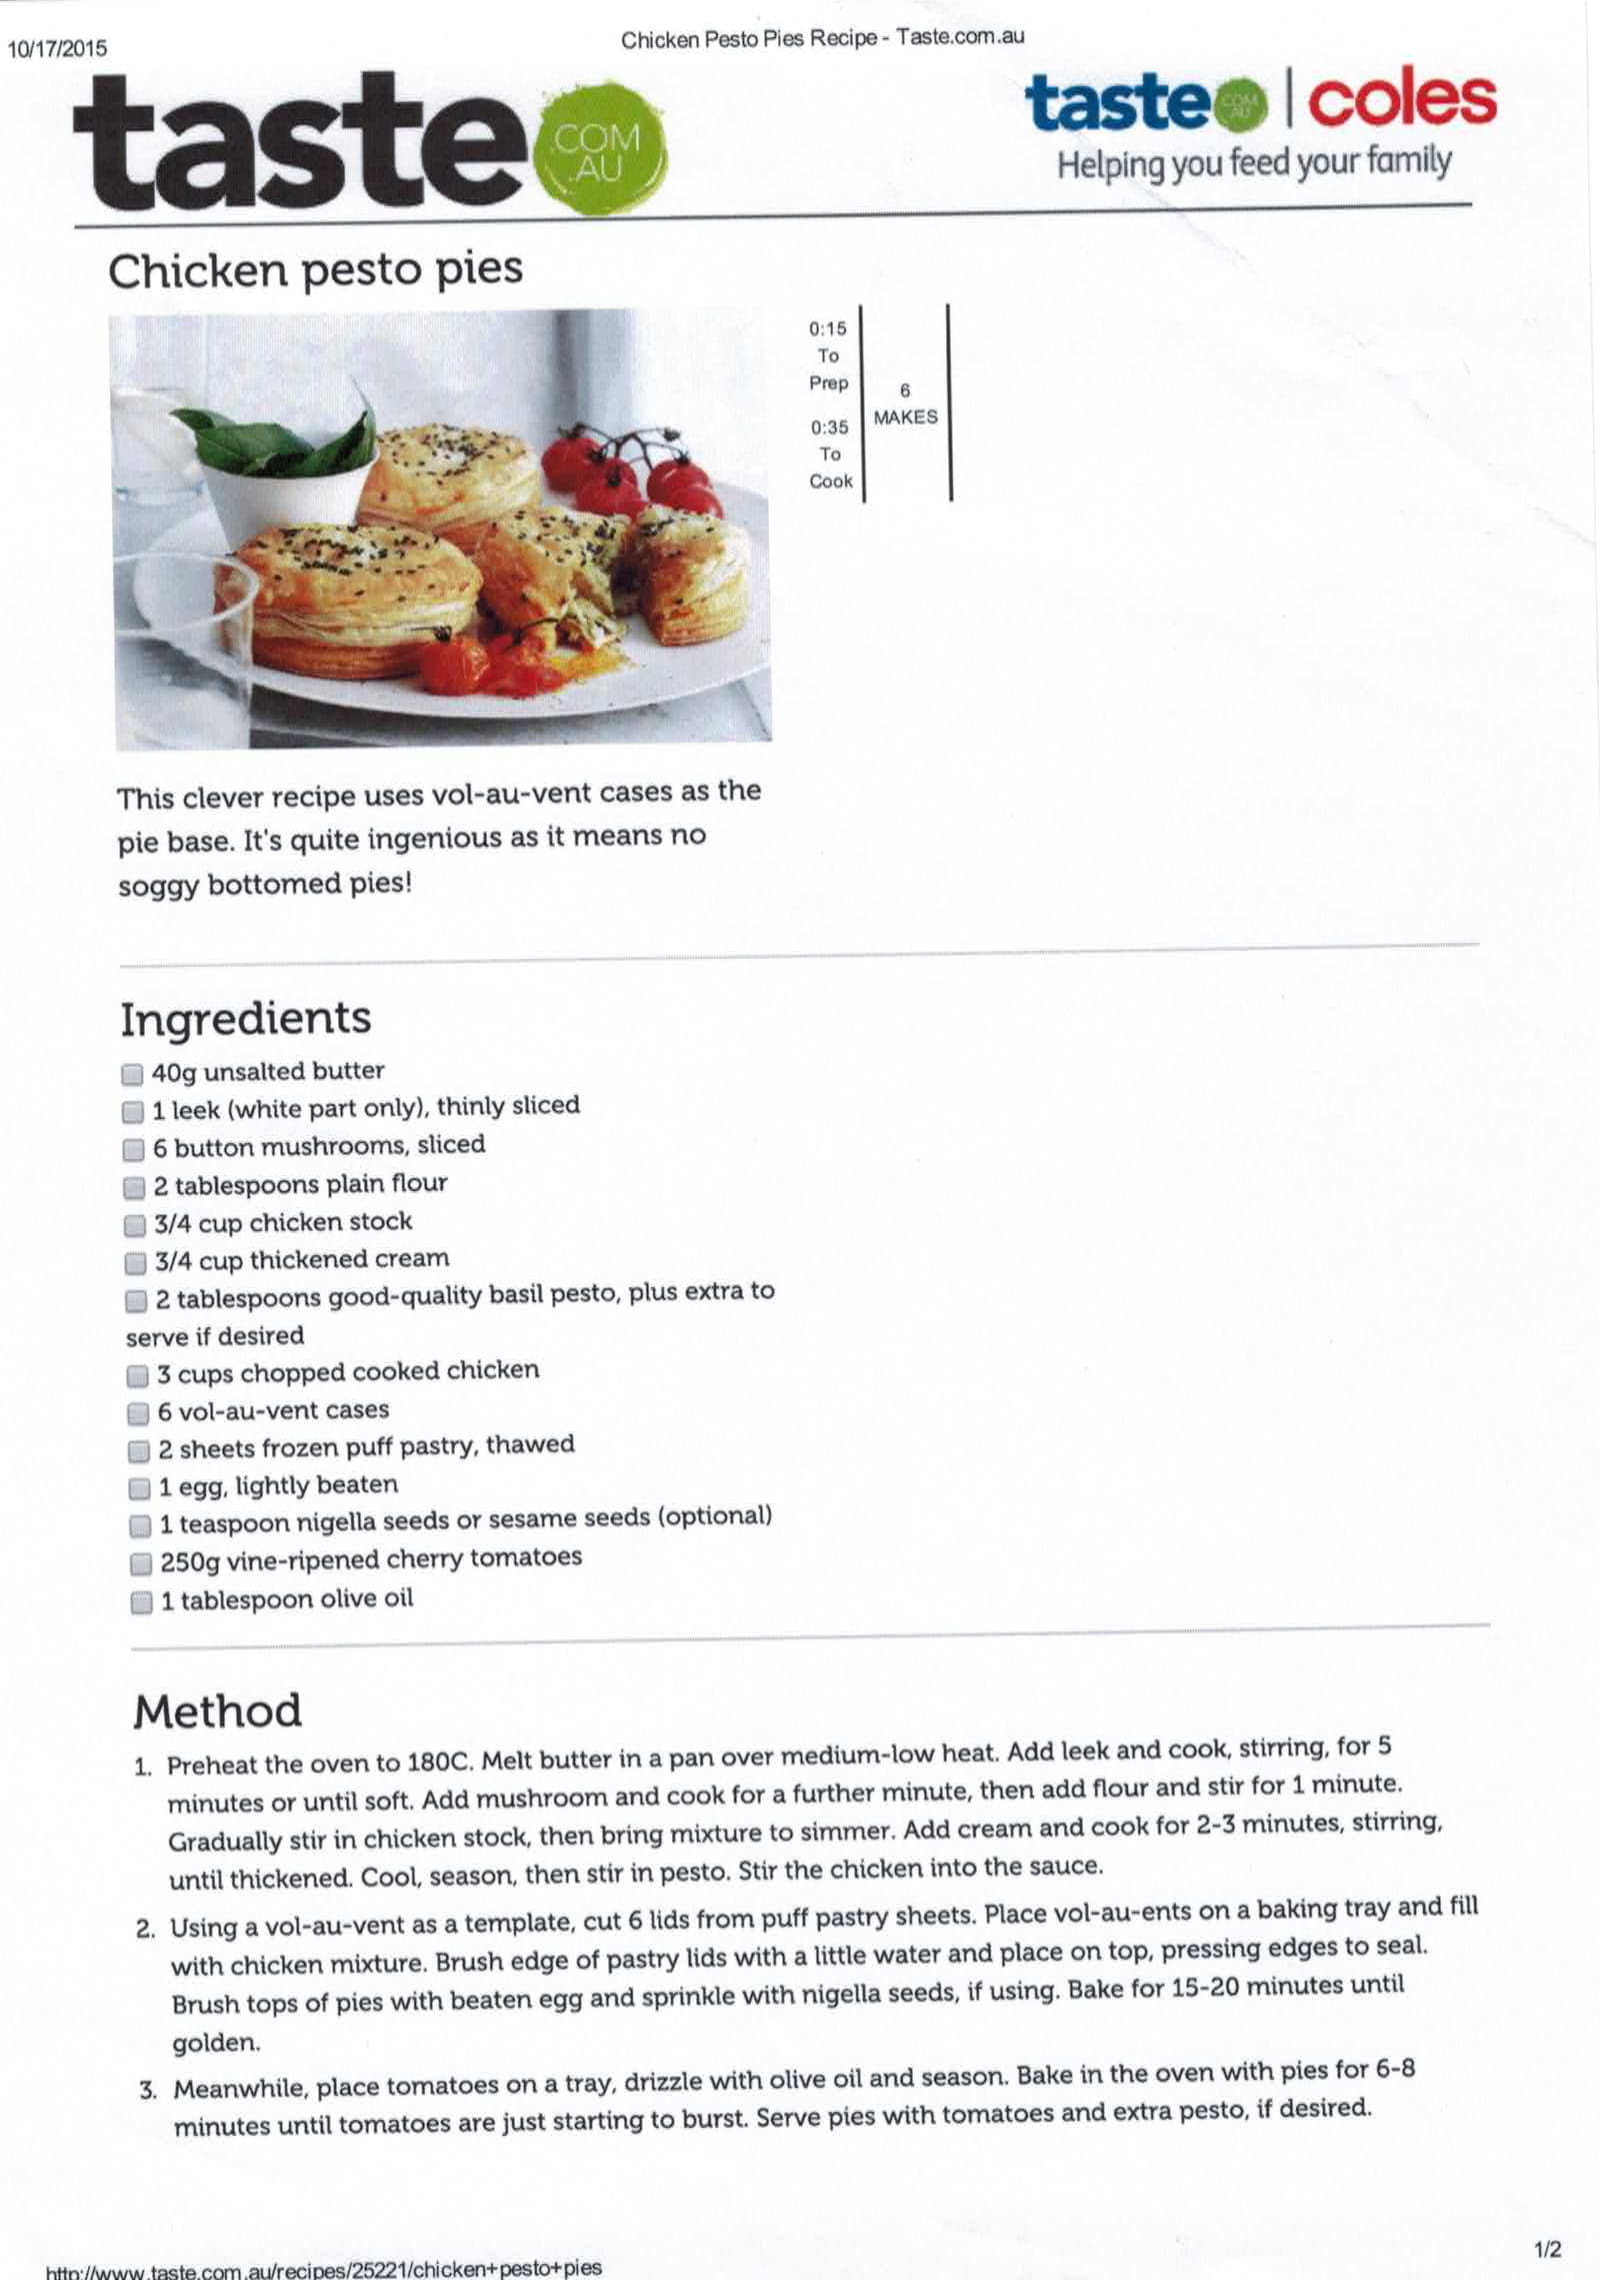 10/17/2015
Chicken Pesto Pies Recipe - Taste.com.au
taste
.COM
.AU
taste.COM.AU | coles
Helping you feed your family
Chicken pesto pies
0:15
To
Prep
0:35
To
Cook
6
MAKES
This clever recipe uses vol-au-vent cases as the
pie base. It's quite ingenious as it means no
soggy bottomed pies!
Ingredients
40g unsalted butter
1 leek (white part only), thinly sliced
6 button mushrooms, sliced
2 tablespoons plain flour
3/4 cup chicken stock
3/4 cup thickened cream
2 tablespoons good-quality basil pesto, plus extra to
serve if desired
3 cups chopped cooked chicken
6 vol-au-vent cases
2 sheets frozen puff pastry, thawed
1 egg, lightly beaten
1 teaspoon nigella seeds or sesame seeds (optional)
250g vine-ripened cherry tomatoes
1 tablespoon olive oil
Method
1. Preheat the oven to 180C. Melt butter in a pan over medium-low heat. Add leek and cook, stirring, for 5
minutes or until soft. Add mushroom and cook for a further minute, then add flour and stir for 1 minute.
Gradually stir in chicken stock, then bring mixture to simmer. Add cream and cook for 2-3 minutes, stirring,
until thickened. Cool, season, then stir in pesto. Stir the chicken into the sauce.
2. Using a vol-au-vent as a template, cut 6 lids from puff pastry sheets. Place vol-au-ents on a baking tray and fill
with chicken mixture. Brush edge of pastry lids with a little water and place on top, pressing edges to seal.
Brush tops of pies with beaten egg and sprinkle with nigella seeds, if using. Bake for 15-20 minutes until
golden.
3. Meanwhile, place tomatoes on a tray, drizzle with olive oil and season. Bake in the oven with pies for 6-8
minutes until tomatoes are just starting to burst. Serve pies with tomatoes and extra pesto, if desired.
http://www.taste.com.au/recipes/25221/chicken+pesto+pies
1/2